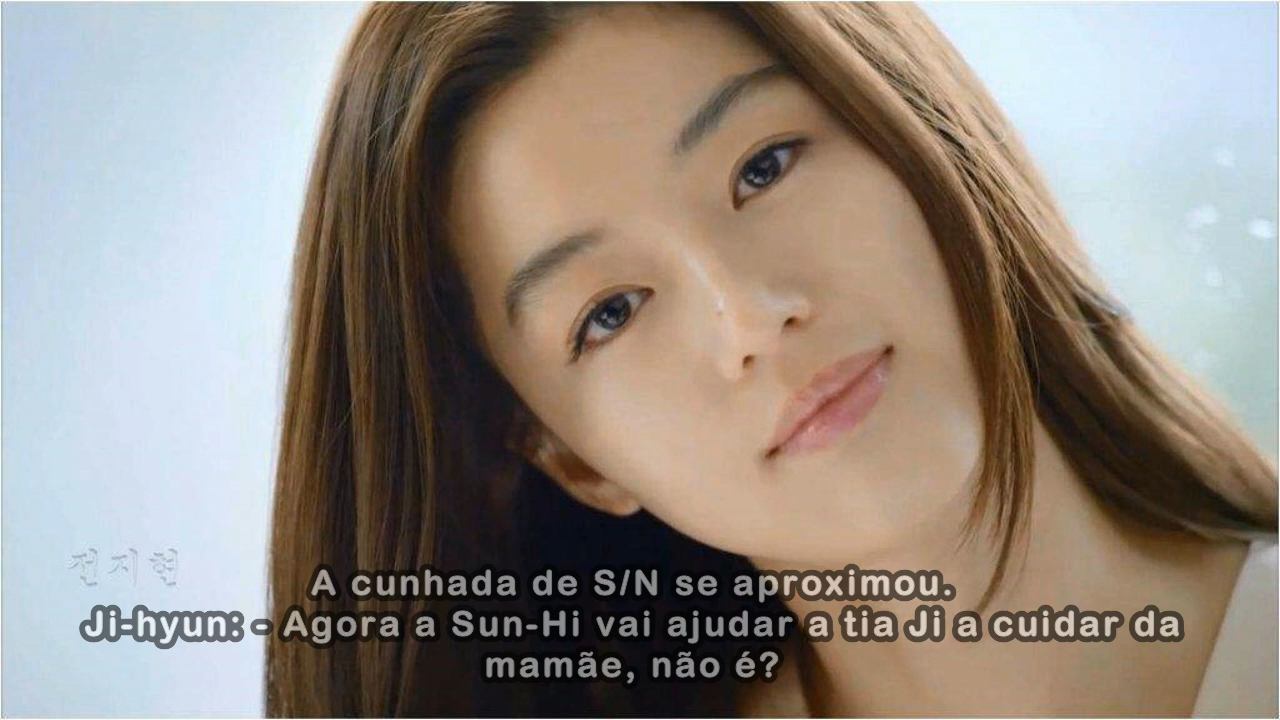 전지현
A cunhada de S/N se aproximou.
Ji-hyun: - Agora a Sun-Hi vai ajudar a tia Ji a cuidar da
mamãe, não é?